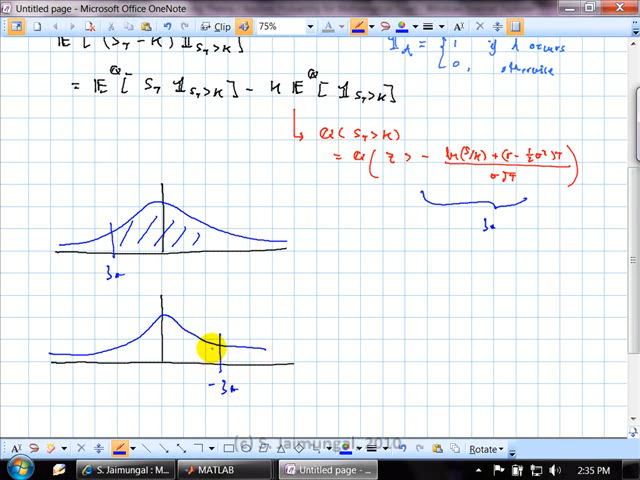 Untitled page - Microsoft Office OneNote
Clip 75%
𝔼[ (S_T - K) 𝟙_{S_T>K} ]
𝟙_A = { 1 if A occurs
0, otherwise
= 𝔼^ℚ[ S_T 𝟙_{S_T>K} ] - K 𝔼^ℚ[ 𝟙_{S_T>K} ]
ℚ( S_T > K )
= ℚ( Z > - (ln(S/K) + (r - ½σ²)T) / (σ√T) )
z*
z*
- z*
(c) S. Jaimungal, 2010
Rotate
S. Jaimungal : M... MATLAB Untitled page - ... 2:35 PM